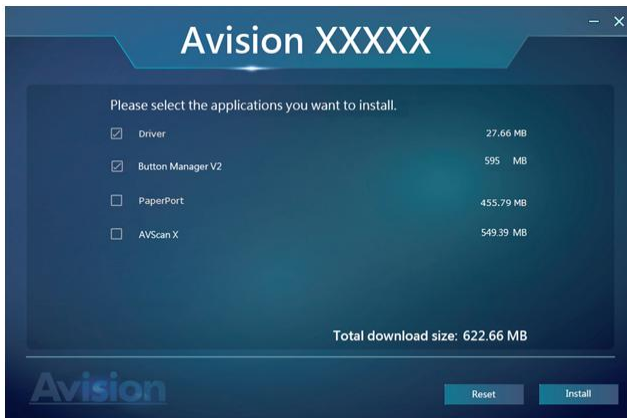 Avision XXXXX
Please select the applications you want to install.
Driver 27.66 MB
Button Manager V2 595 MB
PaperPort 455.79 MB
AVScan X 549.39 MB
Total download size: 622.66 MB
Avision
Reset Install